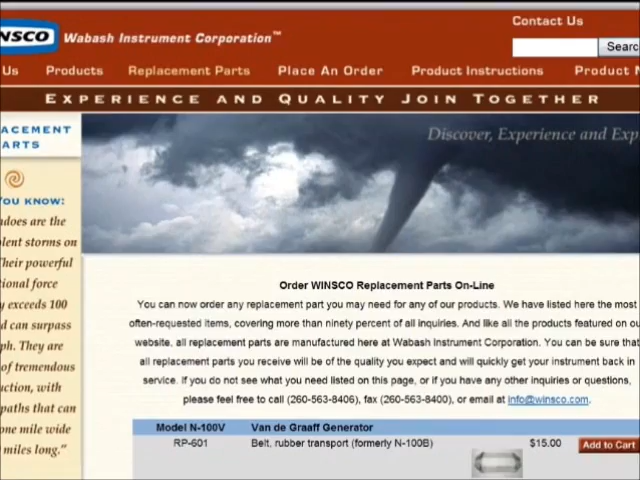 Contact Us
NSCO Wabash Instrument Corporation™
Searc
Us Products Replacement Parts Place An Order Product Instructions Product
EXPERIENCE AND QUALITY JOIN TOGETHER
ACEMENT
ARTS
Discover, Experience and Exp
YOU KNOW:
adoes are the
lent storms on
Their powerful
tional force
y exceeds 100
d can surpass
ph. They are
of tremendous
uction, with
paths that can
one mile wide
miles long."
Order WINSCO Replacement Parts On-Line
You can now order any replacement part you may need for any of our products. We have listed here the most
often-requested items, covering more than ninety percent of all inquiries. And like all the products featured on ou
website, all replacement parts are manufactured here at Wabash Instrument Corporation. You can be sure that
all replacement parts you receive will be of the quality you expect and will quickly get your instrument back in
service. If you do not see what you need listed on this page, or if you have any other inquiries or questions,
please feel free to call (260-563-8406), fax (260-563-8400), or email at info@winsco.com.
Model N-100V Van de Graaff Generator
RP-601 Belt, rubber transport (formerly N-100B) $15.00 Add to Cart